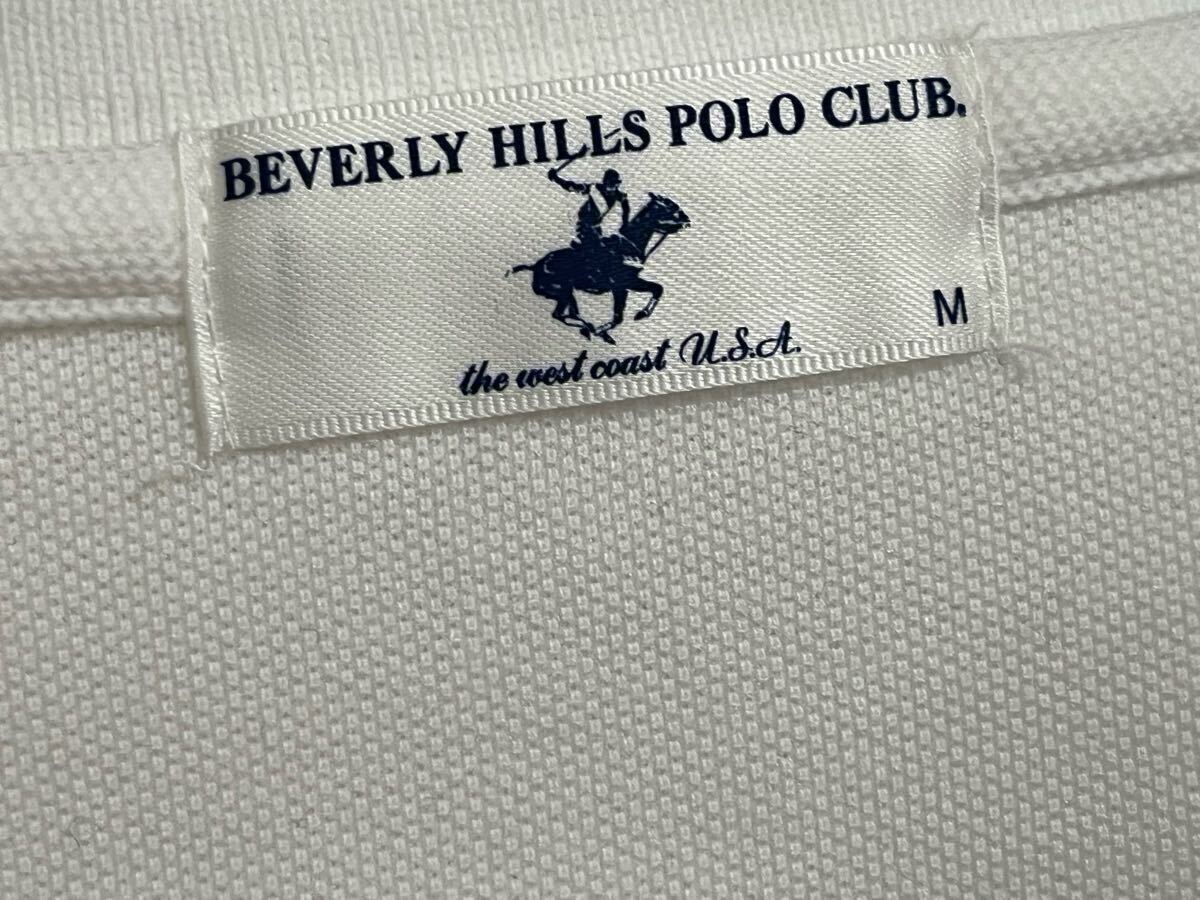 BEVERLY HILLS POLO CLUB.
M
the west coast U.S.A.